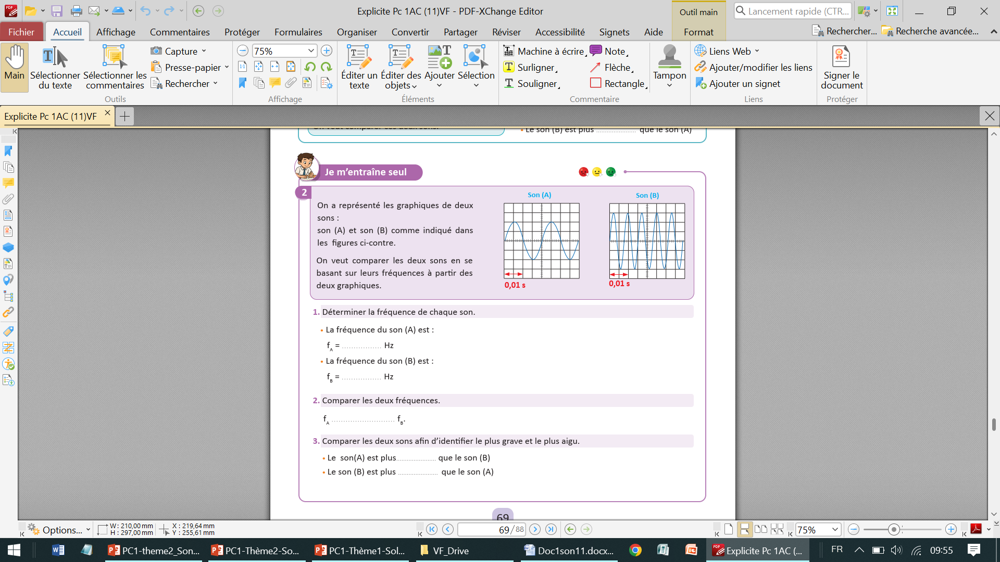 Explicite Pc 1AC (11)VF - PDF-XChange Editor
Outil main
Lancement rapide (CTR...
Fichier
Accueil
Affichage
Commentaires
Protéger
Formulaires
Organiser
Convertir
Partager
Réviser
Accessibilité
Signets
Aide
Format
Rechercher...
Recherche avancée...
Main
Sélectionner
du texte
Sélectionner les
commentaires
Capture
Presse-papier
Rechercher
Outils
75%
Affichage
Éditer un
texte
Éditer des
objets
Ajouter
Sélection
Éléments
Machine à écrire
Surligner
Souligner
Note
Flèche
Rectangle
Commentaire
Tampon
Liens Web
Ajouter/modifier les liens
Ajouter un signet
Liens
Signer le
document
Protéger
Explicite Pc 1AC (11)VF
On veut comparer ces deux sons.
• Le son (B) est plus ........................ que le son (A)
Je m'entraîne seul
2
On a représenté les graphiques de deux
sons :
son (A) et son (B) comme indiqué dans
les figures ci-contre.
On veut comparer les deux sons en se
basant sur leurs fréquences à partir des
deux graphiques.
Son (A)
0,01 s
Son (B)
0,01 s
1. Déterminer la fréquence de chaque son.
• La fréquence du son (A) est :
fA = ................. Hz
• La fréquence du son (B) est :
fB = ................. Hz
2. Comparer les deux fréquences.
fA ........................... fB.
3. Comparer les deux sons afin d'identifier le plus grave et le plus aigu.
• Le son(A) est plus........................ que le son (B)
• Le son (B) est plus ........................ que le son (A)
69
Options...
W : 210,00 mm
H : 297,00 mm
X : 219,64 mm
Y : 255,61 mm
69 / 88
75%
PC1-theme2_Son...
PC1-Thème2-So...
PC1-Thème1-Sol...
VF_Drive
Doc1son11.docx...
Explicite Pc 1AC (...
FR
09:55